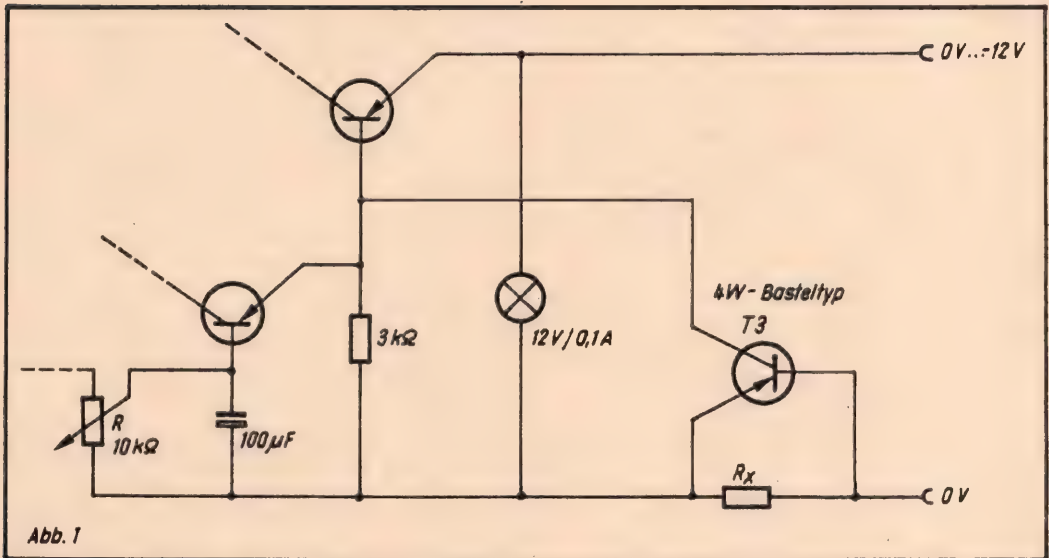 0V...-12V
4W-Basteltyp
T3
3kΩ
12V/0,1A
R
10kΩ
100µF
Rx
0V
Abb. 1